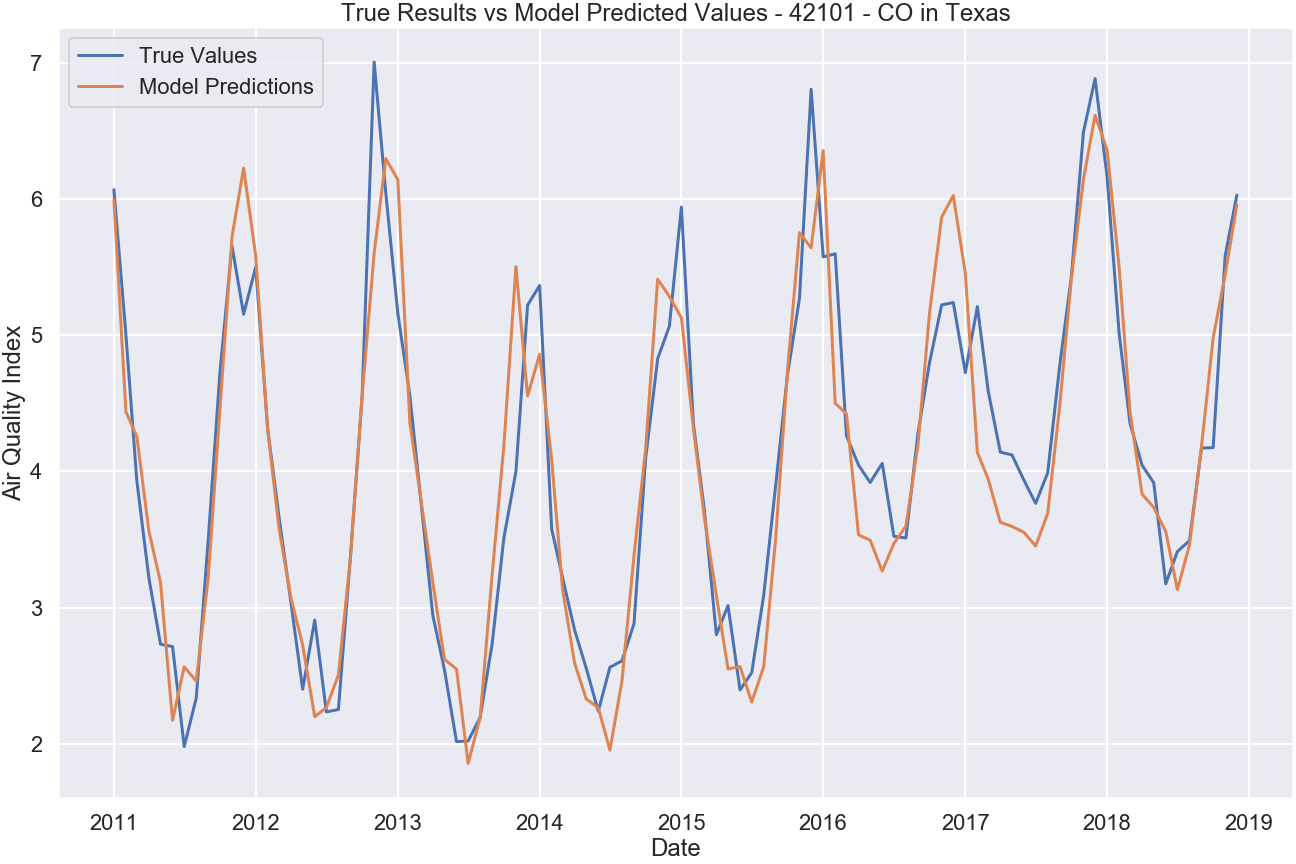 True Results vs Model Predicted Values - 42101 - CO in Texas
True Values
Model Predictions
Air Quality Index
7
6
5
4
3
2
2011 2012 2013 2014 2015 2016 2017 2018 2019
Date